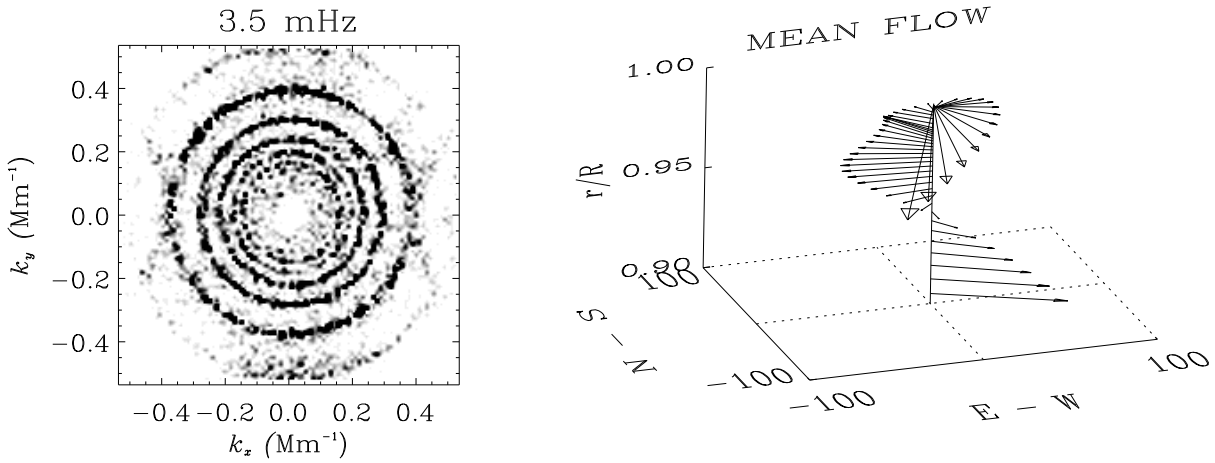 3.5 mHz
0.4
0.2
0.0
−0.2
−0.4
k_y (Mm⁻¹)
−0.4 −0.2 0.0 0.2 0.4
k_x (Mm⁻¹)
MEAN FLOW
1.00
0.95
0.90
r/R
100
−100
S − N
−100
100
E − W